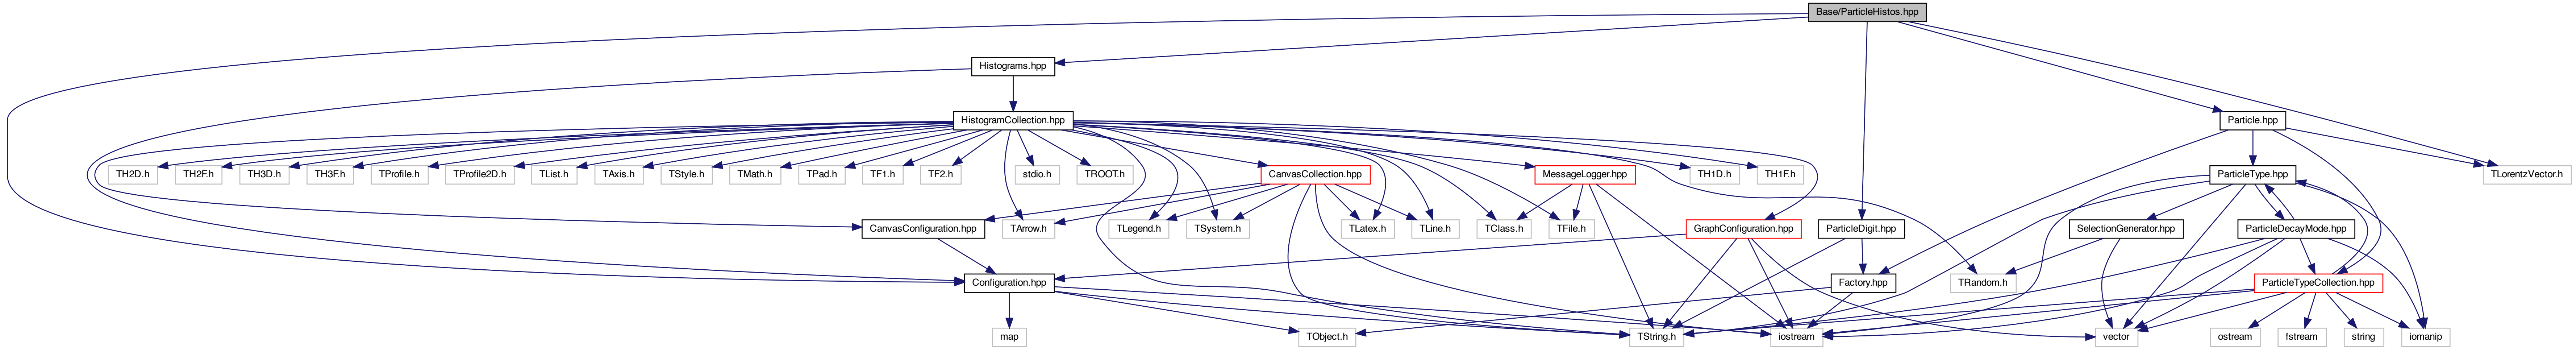 Base/ParticleHistos.hpp
Histograms.hpp
HistogramCollection.hpp
Particle.hpp
TH2D.h
TH2F.h
TH3D.h
TH3F.h
TProfile.h
TProfile2D.h
TList.h
TAxis.h
TStyle.h
TMath.h
TPad.h
TF1.h
TF2.h
stdio.h
TROOT.h
CanvasCollection.hpp
MessageLogger.hpp
TH1D.h
TH1F.h
ParticleType.hpp
TLorentzVector.h
CanvasConfiguration.hpp
TArrow.h
TLegend.h
TSystem.h
TLatex.h
TLine.h
TClass.h
TFile.h
GraphConfiguration.hpp
ParticleDigit.hpp
SelectionGenerator.hpp
ParticleDecayMode.hpp
Configuration.hpp
Factory.hpp
TRandom.h
ParticleTypeCollection.hpp
map
TObject.h
TString.h
iostream
vector
ostream
fstream
string
iomanip